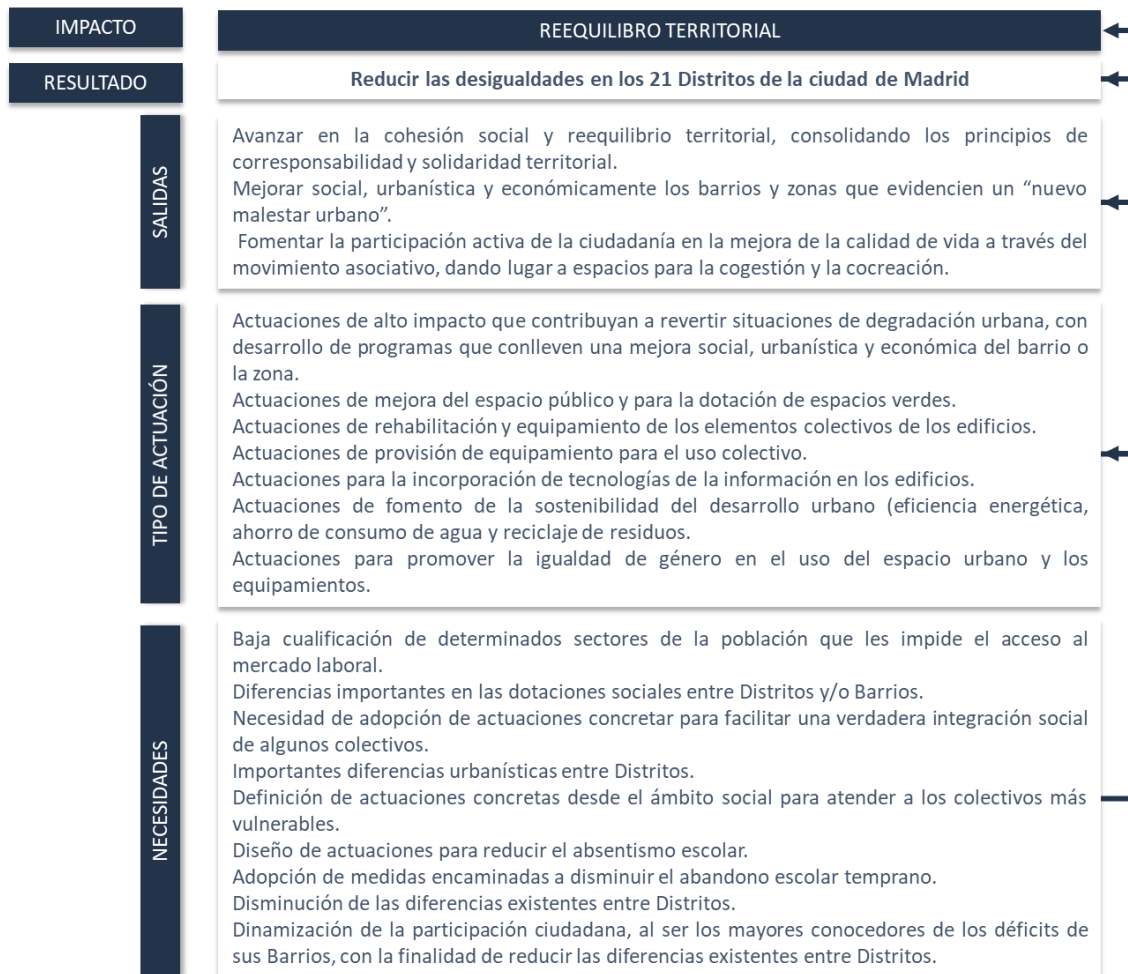 IMPACTO
REEQUILIBRO TERRITORIAL
RESULTADO
Reducir las desigualdades en los 21 Distritos de la ciudad de Madrid
SALIDAS
Avanzar en la cohesión social y reequilibrio territorial, consolidando los principios de
corresponsabilidad y solidaridad territorial.
Mejorar social, urbanística y económicamente los barrios y zonas que evidencien un “nuevo
malestar urbano”.
Fomentar la participación activa de la ciudadanía en la mejora de la calidad de vida a través del
movimiento asociativo, dando lugar a espacios para la cogestión y la cocreación.
TIPO DE ACTUACIÓN
Actuaciones de alto impacto que contribuyan a revertir situaciones de degradación urbana, con
desarrollo de programas que conlleven una mejora social, urbanística y económica del barrio o
la zona.
Actuaciones de mejora del espacio público y para la dotación de espacios verdes.
Actuaciones de rehabilitación y equipamiento de los elementos colectivos de los edificios.
Actuaciones de provisión de equipamiento para el uso colectivo.
Actuaciones para la incorporación de tecnologías de la información en los edificios.
Actuaciones de fomento de la sostenibilidad del desarrollo urbano (eficiencia energética,
ahorro de consumo de agua y reciclaje de residuos.
Actuaciones para promover la igualdad de género en el uso del espacio urbano y los
equipamientos.
NECESIDADES
Baja cualificación de determinados sectores de la población que les impide el acceso al
mercado laboral.
Diferencias importantes en las dotaciones sociales entre Distritos y/o Barrios.
Necesidad de adopción de actuaciones concretar para facilitar una verdadera integración social
de algunos colectivos.
Importantes diferencias urbanísticas entre Distritos.
Definición de actuaciones concretas desde el ámbito social para atender a los colectivos más
vulnerables.
Diseño de actuaciones para reducir el absentismo escolar.
Adopción de medidas encaminadas a disminuir el abandono escolar temprano.
Disminución de las diferencias existentes entre Distritos.
Dinamización de la participación ciudadana, al ser los mayores conocedores de los déficits de
sus Barrios, con la finalidad de reducir las diferencias existentes entre Distritos.